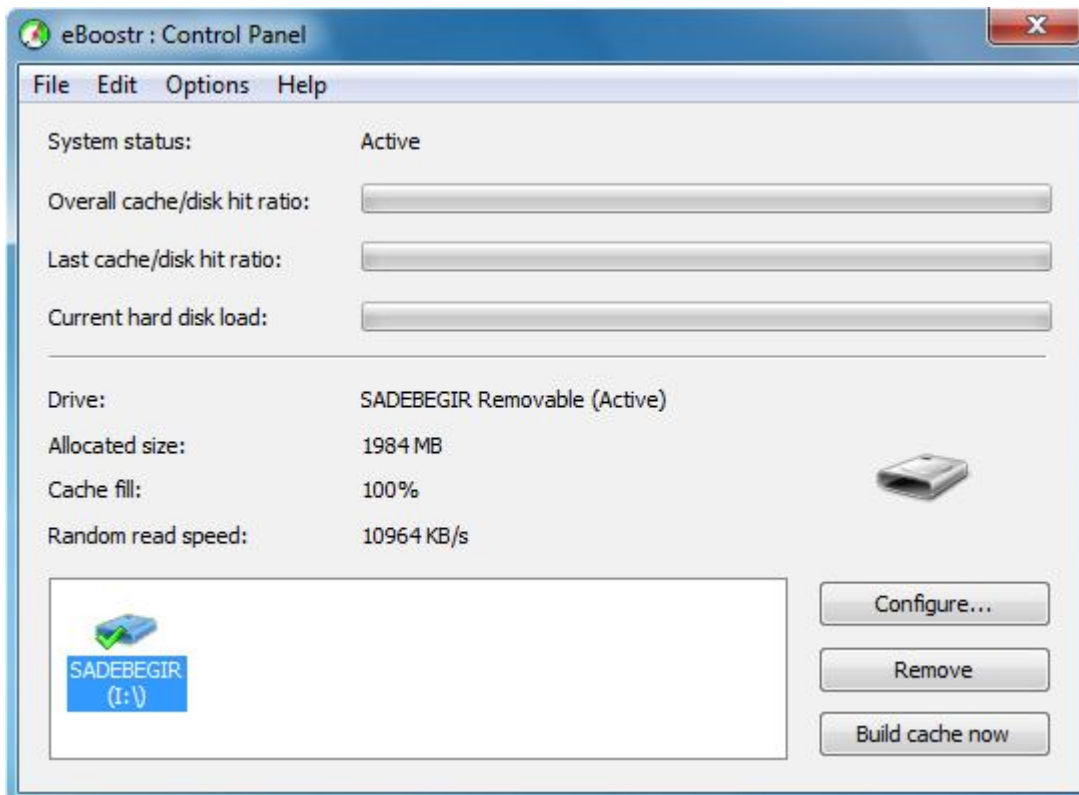 eBoostr : Control Panel
File Edit Options Help
System status: Active
Overall cache/disk hit ratio:
Last cache/disk hit ratio:
Current hard disk load:
Drive: SADEBEGIR Removable (Active)
Allocated size: 1984 MB
Cache fill: 100%
Random read speed: 10964 KB/s
SADEBEGIR
(I:\)
Configure...
Remove
Build cache now